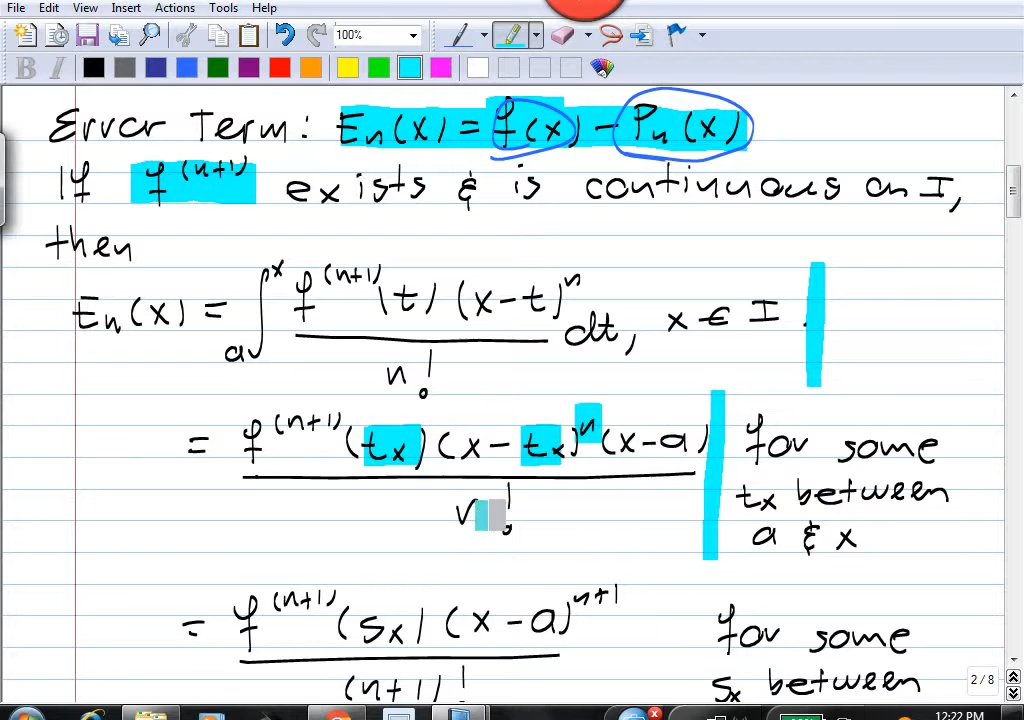 File Edit View Insert Actions Tools Help
100%
B I
Error Term: En(x) = f(x) - Pn(x)
If f^(n+1) exists & is continuous on I,
then
En(x) = a∫^x f^(n+1)(t) (x-t)^n dt, x ∈ I.
n!
= f^(n+1)(tx)(x-tx)^n(x-a) for some
tx between
n!
a & x
= f^(n+1)(sx)(x-a)^n+1 for some
(n+1)!
sx between
2 / 8
12:22 PM